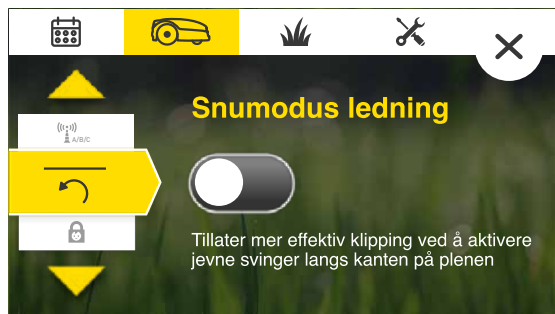 Snumodus ledning
A/B/C
Tillater mer effektiv klipping ved å aktivere
jevne svinger langs kanten på plenen